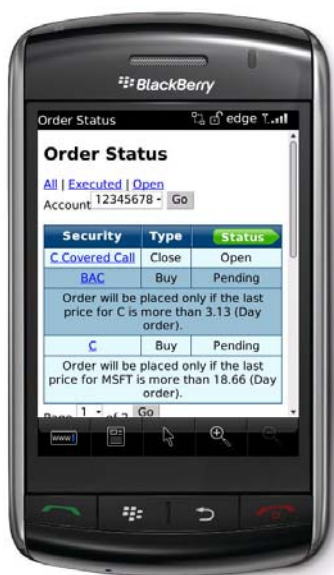 BlackBerry
Order Status
edge
Order Status
All | Executed | Open
Account 12345678 Go
Security Type Status
C Covered Call Close Open
BAC Buy Pending
Order will be
placed only if the last
price for C is more than 3.13 (Day
order).
C Buy Pending
Order will be placed only if the last
price for MSFT is more than 18.66 (Day
order).
Page 1 of 2 Go
www